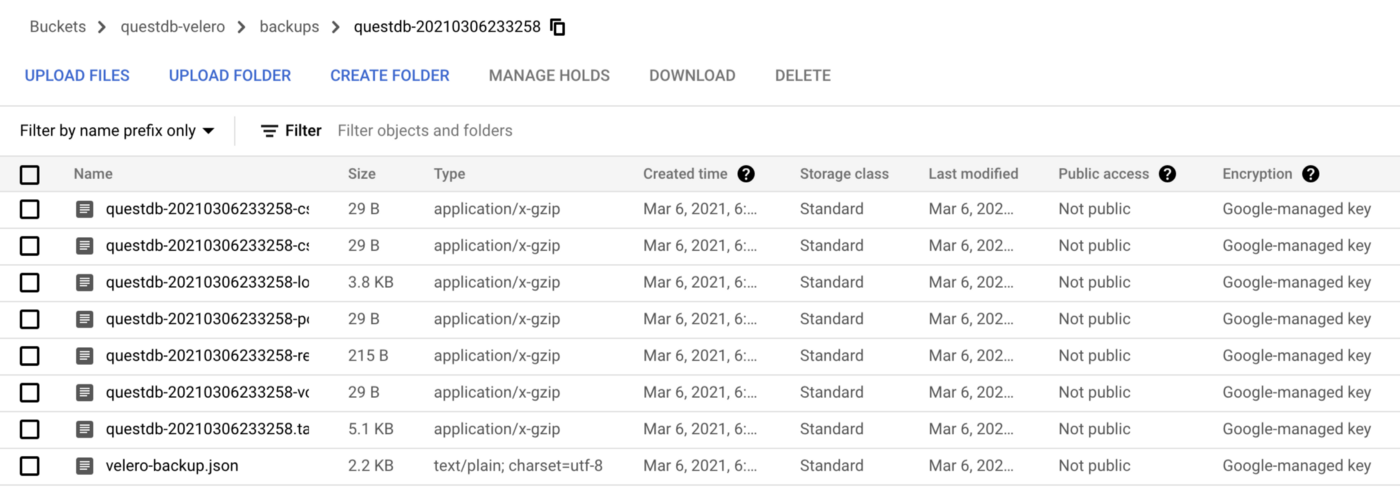 Buckets > questdb-velero > backups > questdb-20210306233258
UPLOAD FILES UPLOAD FOLDER CREATE FOLDER MANAGE HOLDS DOWNLOAD DELETE
Filter by name prefix only Filter Filter objects and folders
Name Size Type Created time ? Storage class Last modified Public access ? Encryption ?
questdb-20210306233258-cs 29 B application/x-gzip Mar 6, 2021, 6:... Standard Mar 6, 202... Not public Google-managed key
questdb-20210306233258-cs 29 B application/x-gzip Mar 6, 2021, 6:... Standard Mar 6, 202... Not public Google-managed key
questdb-20210306233258-lo 3.8 KB application/x-gzip Mar 6, 2021, 6:... Standard Mar 6, 202... Not public Google-managed key
questdb-20210306233258-po 29 B application/x-gzip Mar 6, 2021, 6:... Standard Mar 6, 202... Not public Google-managed key
questdb-20210306233258-re 215 B application/x-gzip Mar 6, 2021, 6:... Standard Mar 6, 202... Not public Google-managed key
questdb-20210306233258-vo 29 B application/x-gzip Mar 6, 2021, 6:... Standard Mar 6, 202... Not public Google-managed key
questdb-20210306233258.ta 5.1 KB application/x-gzip Mar 6, 2021, 6:... Standard Mar 6, 202... Not public Google-managed key
velero-backup.json 2.2 KB text/plain; charset=utf-8 Mar 6, 2021, 6:... Standard Mar 6, 202... Not public Google-managed key